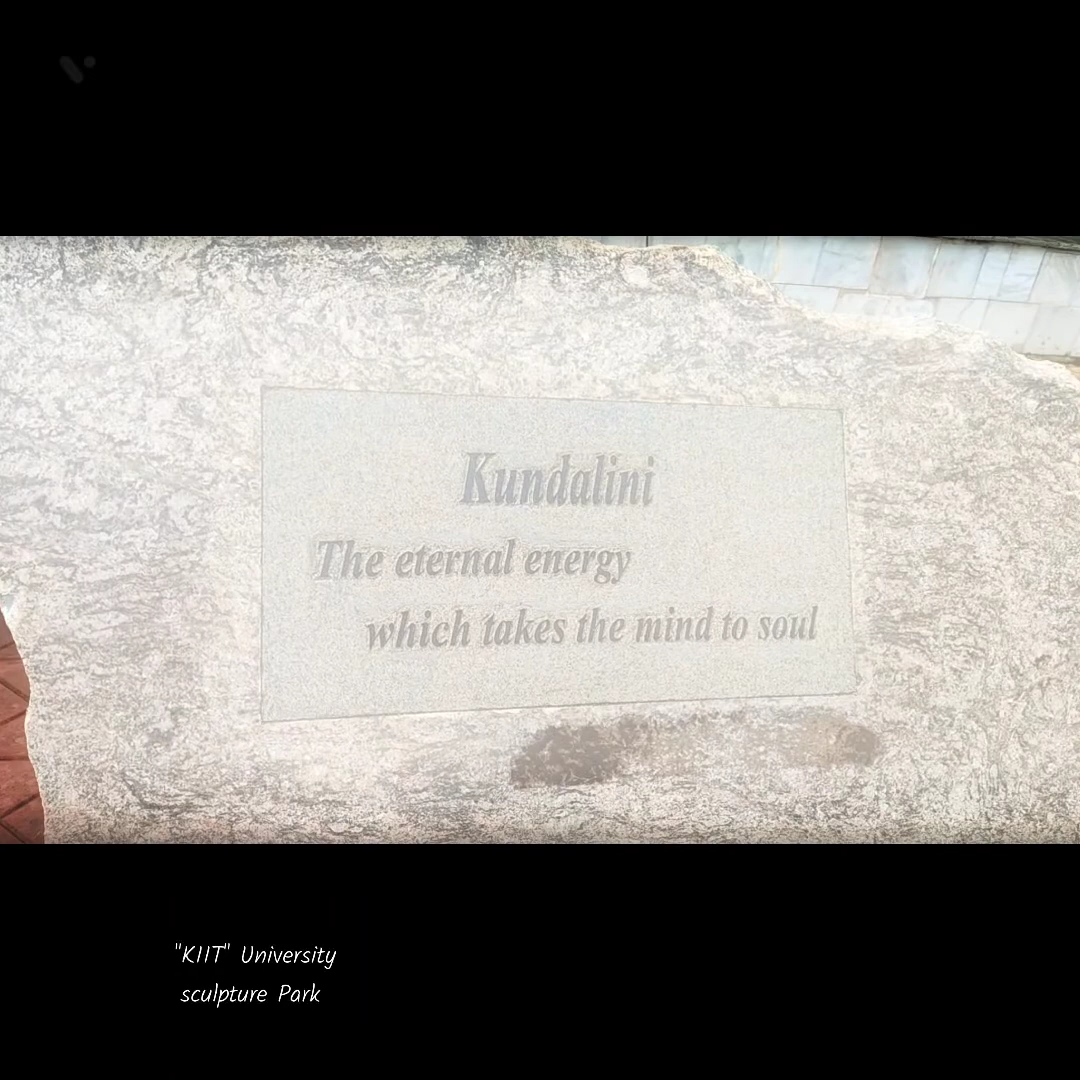 Kundalini
The eternal energy
which takes the mind to soul
"KIIT" University
sculpture Park